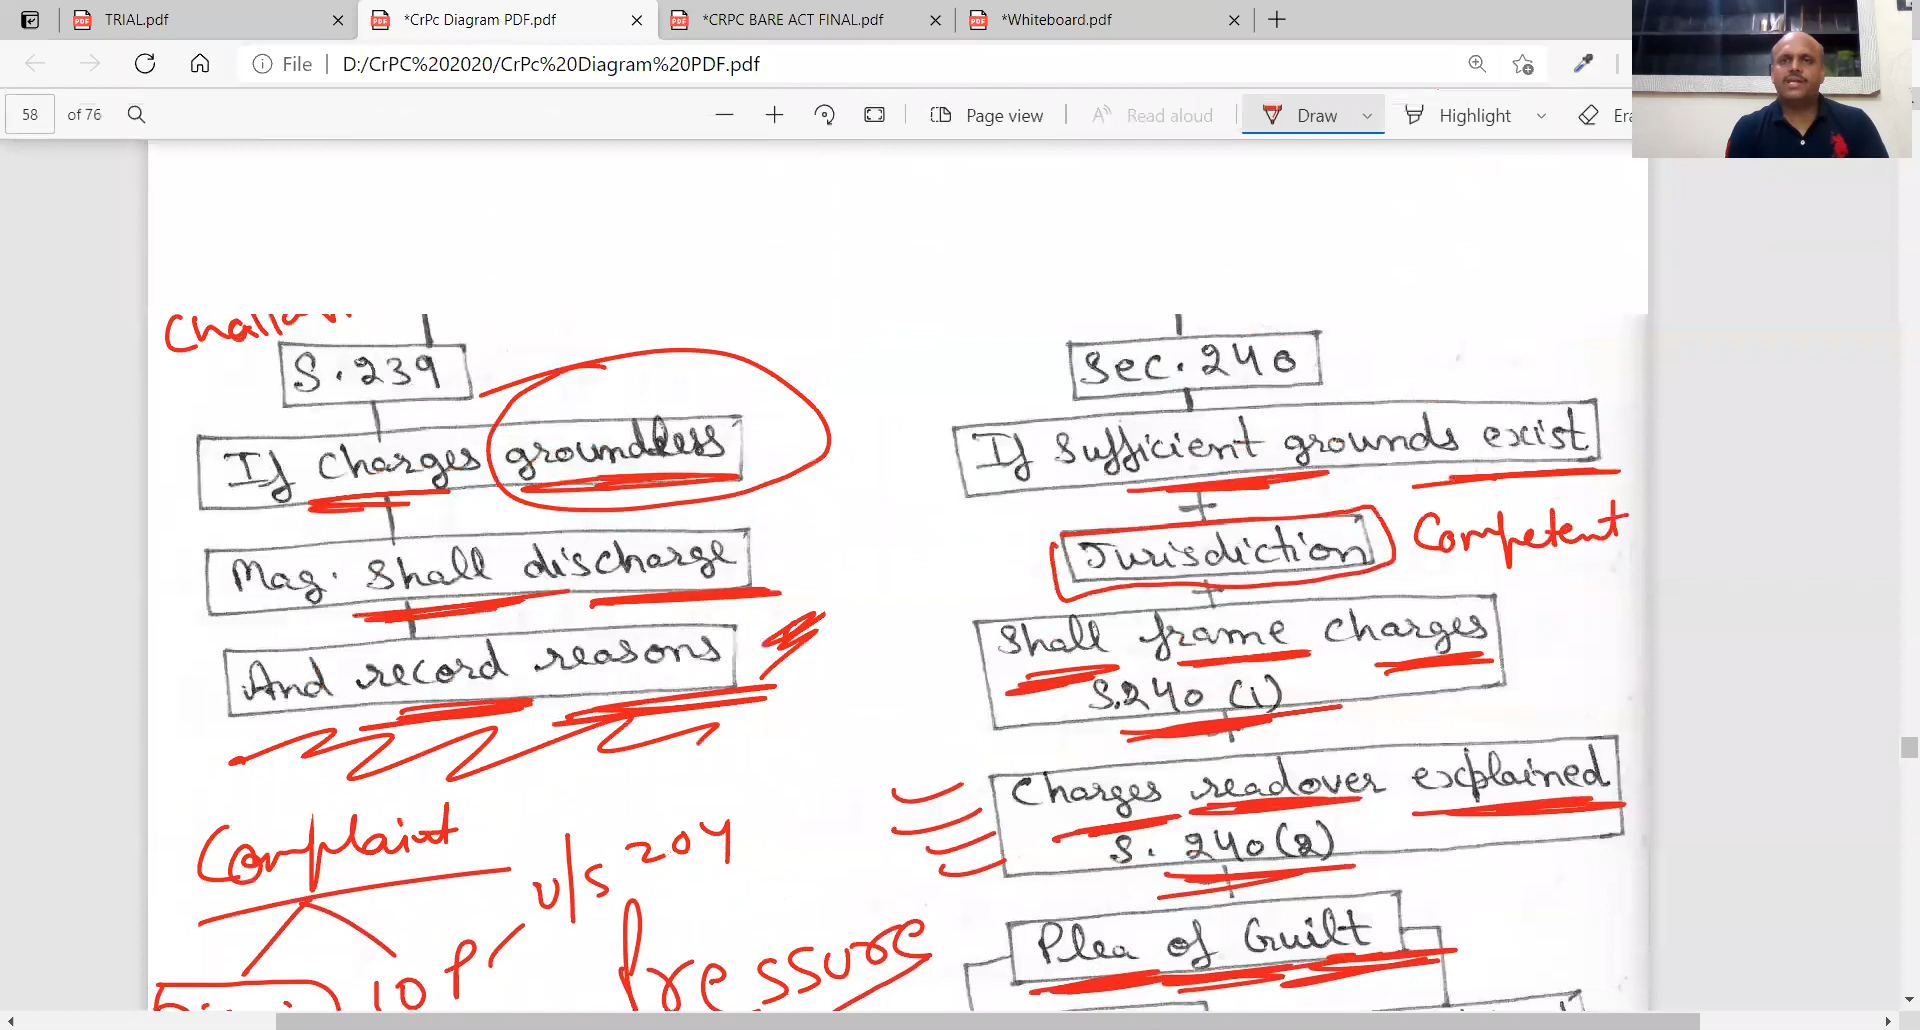 TRIAL.pdf
*CrPc Diagram PDF.pdf
*CRPC BARE ACT FINAL.pdf
*Whiteboard.pdf
File
D:/CrPC%202020/CrPc%20Diagram%20PDF.pdf
58 of 76
Page view
Read aloud
Draw
Highlight
Era
S.239
If charges groundless
Mag. shall discharge
And record reasons
Complaint
u/s 204
10 Pr
Pressure
Sec. 240
If sufficient grounds exist
Jurisdiction
Competent
Shall frame charges
S.240 (1)
Charges readover explained
S. 240(2)
Plea of Guilt